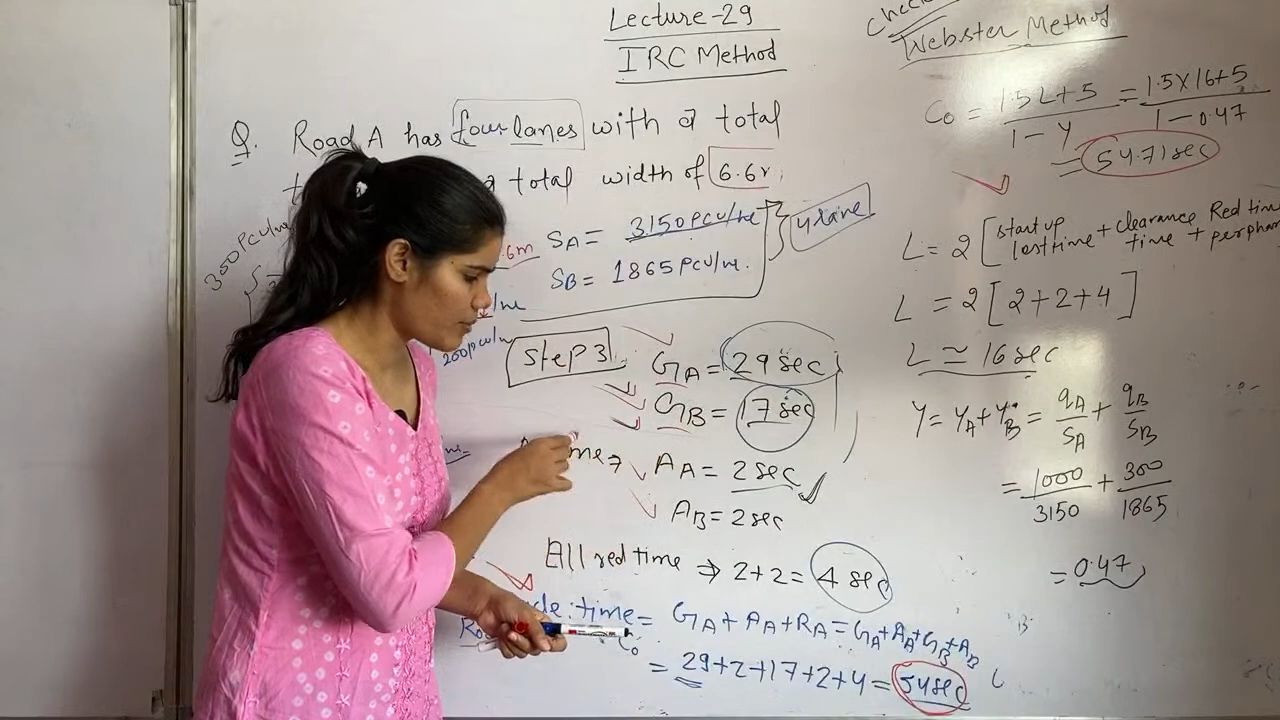 Lecture-29
IRC Method
Q. Road A has four lanes with a total
a total width of 6.6
300 PCU/
.6m SA = 3150 PCU/
SB = 1865 PCU/
4 lane
200 PCU/
Step 3
GA = 29 sec
GB = 17 sec
AA = 2 sec
AB = 2 sec
All red time ⇒ 2+2 = 4 sec
time = GA + AA + RA = GA+AA+GB+AB
Co
= 29+2+17+2+4 = 54 sec
Check
Webster Method
Co = 1.5L+5 / 1-Y = 1.5×16+5 / 1-0.47
= 54.71 sec
L = 2 [ start up lost time + clearance time + Red time
L = 2 [2+2+4]
L ≃ 16 sec
Y = YA + YB = qA/SA + qB/SB
= 1000/3150 + 300/1865
= 0.47